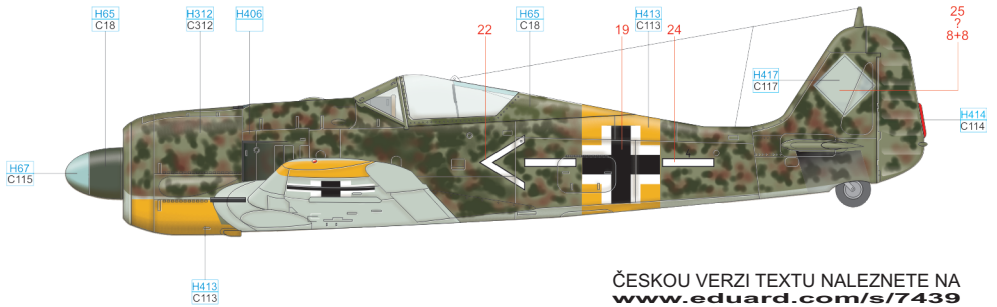 H65
C18
H312
C312
H406
22
H65
C18
19
H413
C113
24
25
?
8+8
H417
C117
H414
C114
H67
C115
H413
C113
ČESKOU VERZI TEXTU NALEZNETE NA
www.eduard.com/s/7439